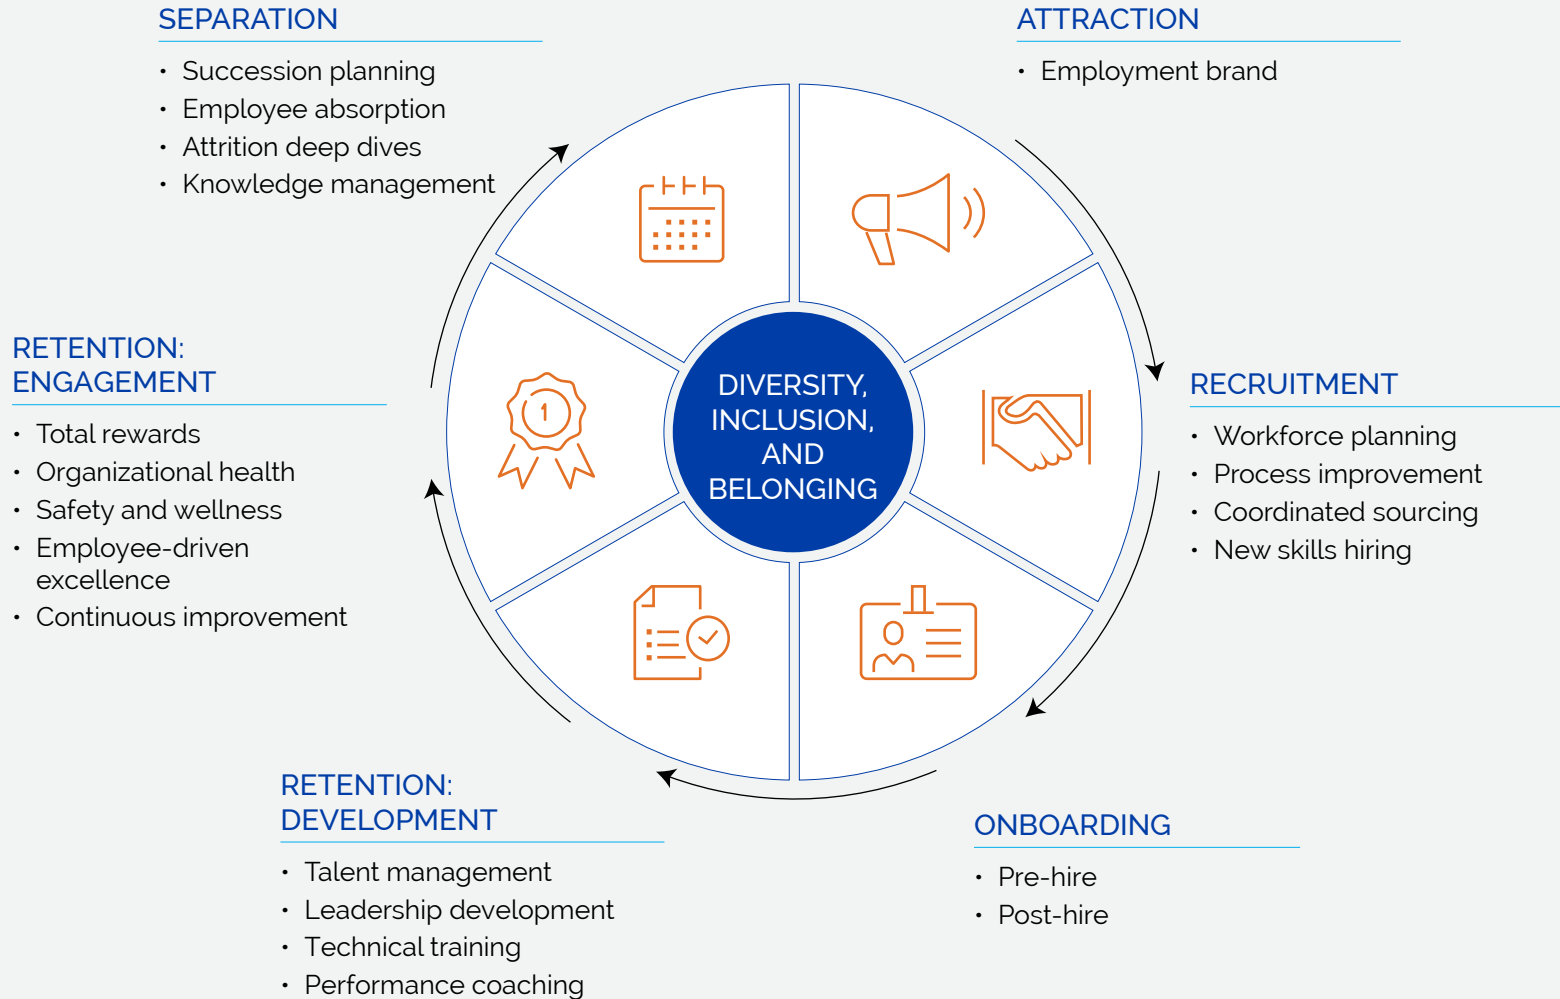 SEPARATION
• Succession planning
• Employee absorption
• Attrition deep dives
• Knowledge management
ATTRACTION
• Employment brand
RETENTION:
ENGAGEMENT
• Total rewards
• Organizational health
• Safety and wellness
• Employee-driven
excellence
• Continuous improvement
1
DIVERSITY,
INCLUSION,
AND
BELONGING
RECRUITMENT
• Workforce planning
• Process improvement
• Coordinated sourcing
• New skills hiring
RETENTION:
DEVELOPMENT
• Talent management
• Leadership development
• Technical training
• Performance coaching
ONBOARDING
• Pre-hire
• Post-hire